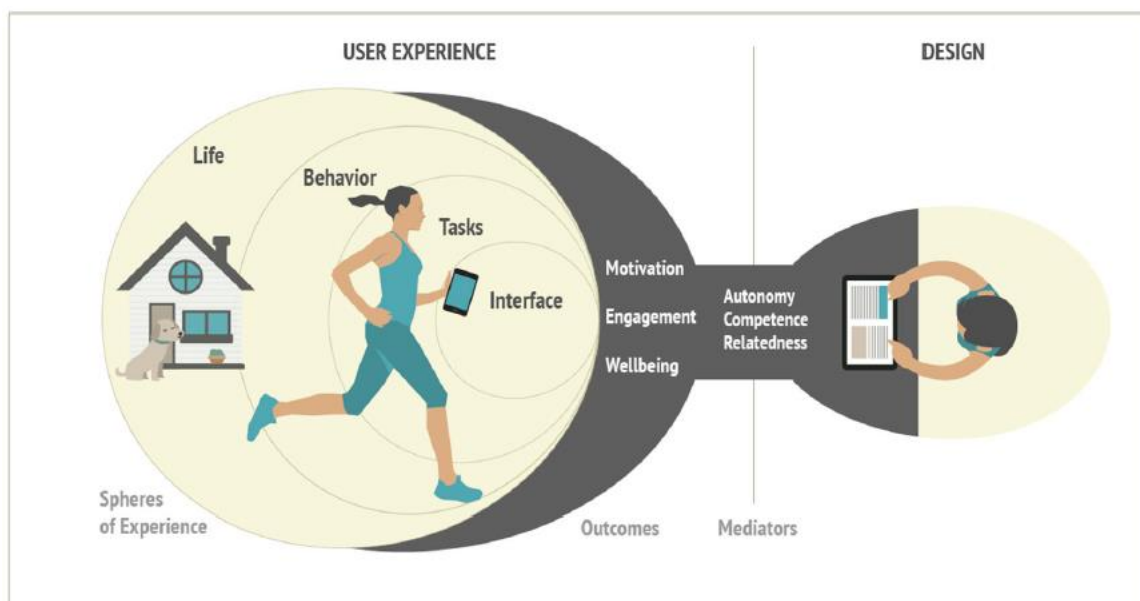 USER EXPERIENCE
DESIGN
Life
Behavior
Tasks
Interface
Motivation
Engagement
Wellbeing
Autonomy
Competence
Relatedness
Spheres
of Experience
Outcomes
Mediators